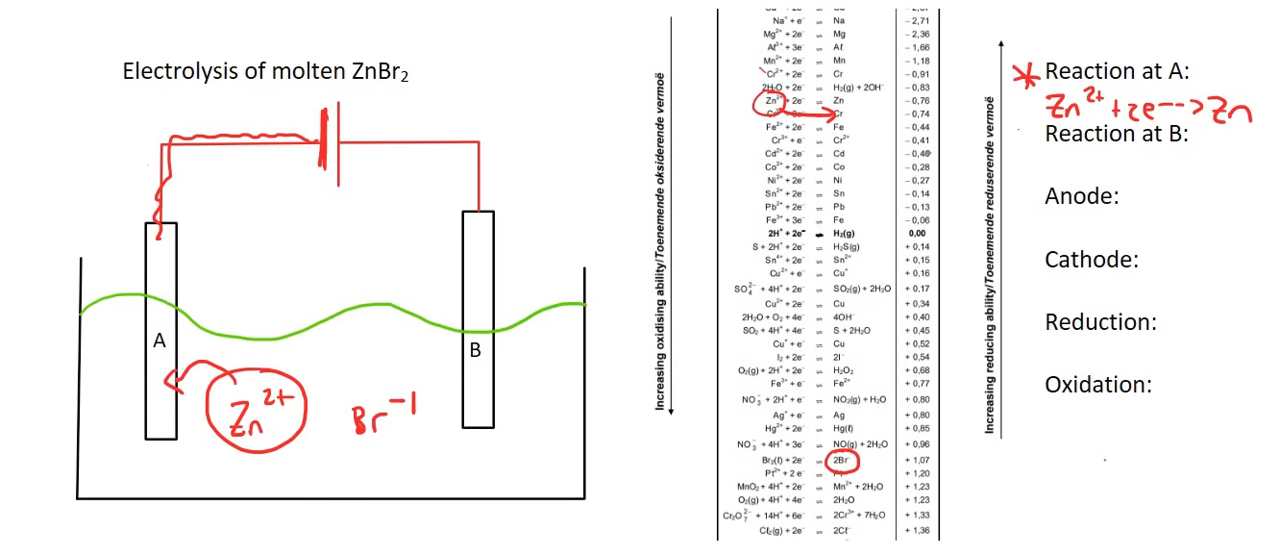 Electrolysis of molten ZnBr₂
A
B
Zn²⁺
Br⁻¹
Increasing oxidising ability/Toenemende oksiderende vermoë
Na⁺ + e⁻ ⇌ Na − 2,71
Mg²⁺ + 2e⁻ ⇌ Mg − 2,36
Aℓ³⁺ + 3e⁻ ⇌ Aℓ − 1,66
Mn²⁺ + 2e⁻ ⇌ Mn − 1,18
Cr²⁺ + 2e⁻ ⇌ Cr − 0,91
2H₂O + 2e⁻ ⇌ H₂(g) + 2OH⁻ − 0,83
Zn²⁺ + 2e⁻ ⇌ Zn − 0,76
Cr − 0,74
Fe²⁺ + 2e⁻ ⇌ Fe − 0,44
Cr³⁺ + e⁻ ⇌ Cr²⁺ − 0,41
Cd²⁺ + 2e⁻ ⇌ Cd − 0,40
Co²⁺ + 2e⁻ ⇌ Co − 0,28
Ni²⁺ + 2e⁻ ⇌ Ni − 0,27
Sn²⁺ + 2e⁻ ⇌ Sn − 0,14
Pb²⁺ + 2e⁻ ⇌ Pb − 0,13
Fe³⁺ + 3e⁻ ⇌ Fe − 0,06
2H⁺ + 2e⁻ ⇌ H₂(g) 0,00
S + 2H⁺ + 2e⁻ ⇌ H₂S(g) + 0,14
Sn⁴⁺ + 2e⁻ ⇌ Sn²⁺ + 0,15
Cu²⁺ + e⁻ ⇌ Cu⁺ + 0,16
SO₄²⁻ + 4H⁺ + 2e⁻ ⇌ SO₂(g) + 2H₂O + 0,17
Cu²⁺ + 2e⁻ ⇌ Cu + 0,34
2H₂O + O₂ + 4e⁻ ⇌ 4OH⁻ + 0,40
SO₂ + 4H⁺ + 4e⁻ ⇌ S + 2H₂O + 0,45
Cu⁺ + e⁻ ⇌ Cu + 0,52
I₂ + 2e⁻ ⇌ 2I⁻ + 0,54
O₂(g) + 2H⁺ + 2e⁻ ⇌ H₂O₂ + 0,68
Fe³⁺ + e⁻ ⇌ Fe²⁺ + 0,77
NO₃⁻ + 2H⁺ + e⁻ ⇌ NO₂(g) + H₂O + 0,80
Ag⁺ + e⁻ ⇌ Ag + 0,80
Hg²⁺ + 2e⁻ ⇌ Hg(ℓ) + 0,85
NO₃⁻ + 4H⁺ + 3e⁻ ⇌ NO(g) + 2H₂O + 0,96
Br₂(ℓ) + 2e⁻ ⇌ 2Br⁻ + 1,07
Pt²⁺ + 2 e⁻ ⇌ + 1,20
MnO₂ + 4H⁺ + 2e⁻ ⇌ Mn²⁺ + 2H₂O + 1,23
O₂(g) + 4H⁺ + 4e⁻ ⇌ 2H₂O + 1,23
Cr₂O₇²⁻ + 14H⁺ + 6e⁻ ⇌ 2Cr³⁺ + 7H₂O + 1,33
Cℓ₂(g) + 2e⁻ ⇌ 2Cℓ⁻ + 1,36
Increasing reducing ability/Toenemende reduserende vermoë
* Reaction at A:
Zn²⁺ + 2e⁻ --> Zn
Reaction at B:
Anode:
Cathode:
Reduction:
Oxidation: